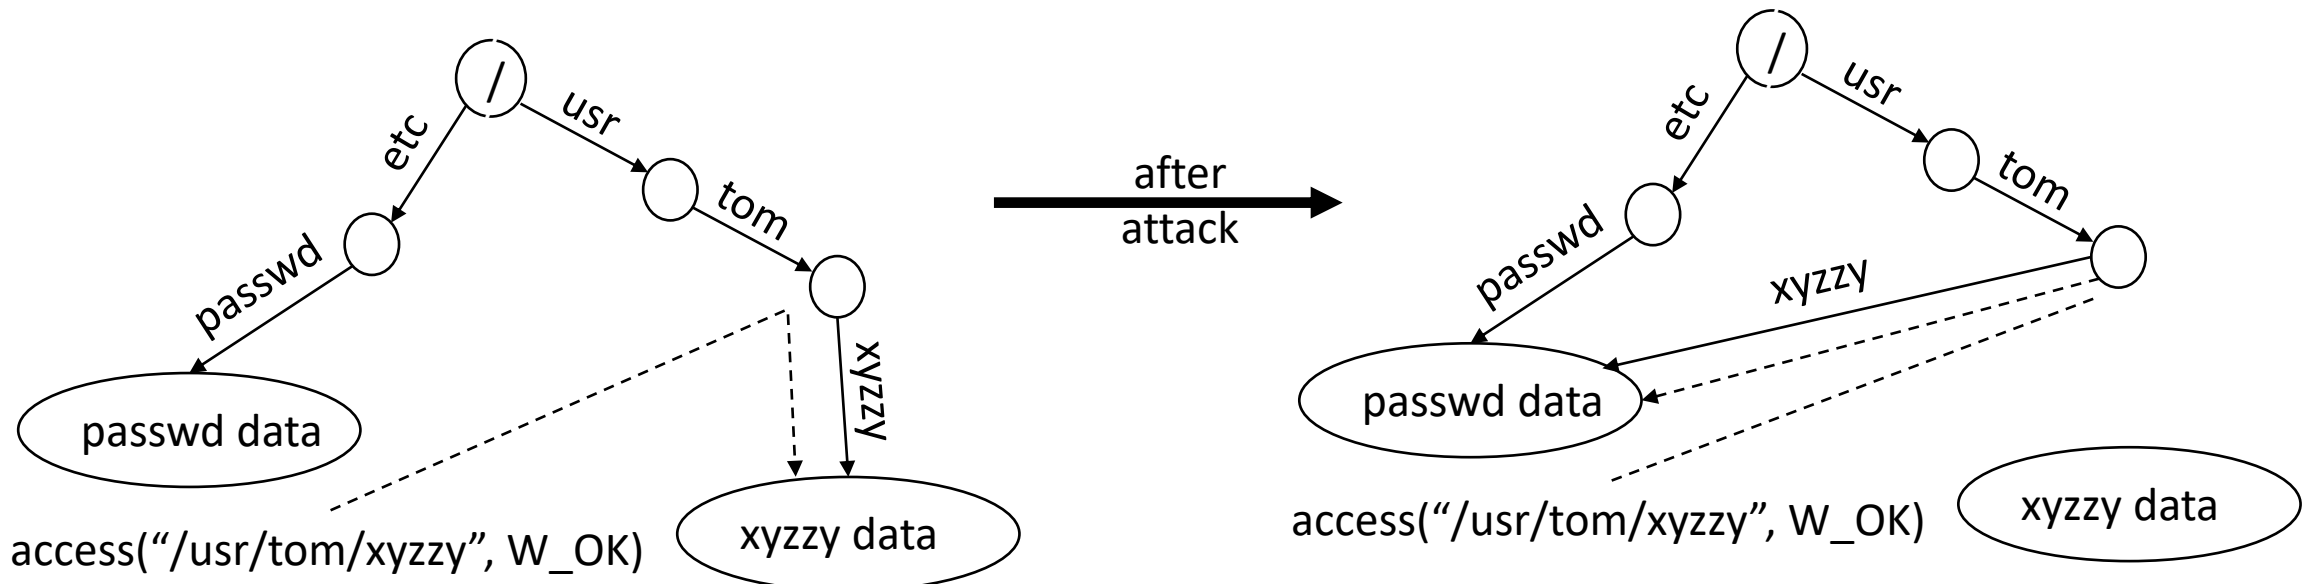 /
usr
etc
tom
passwd
xyzzy
passwd data
xyzzy data
access(“/usr/tom/xyzzy”, W_OK)
after
attack
/
usr
etc
tom
passwd
xyzzy
passwd data
xyzzy data
access(“/usr/tom/xyzzy”, W_OK)